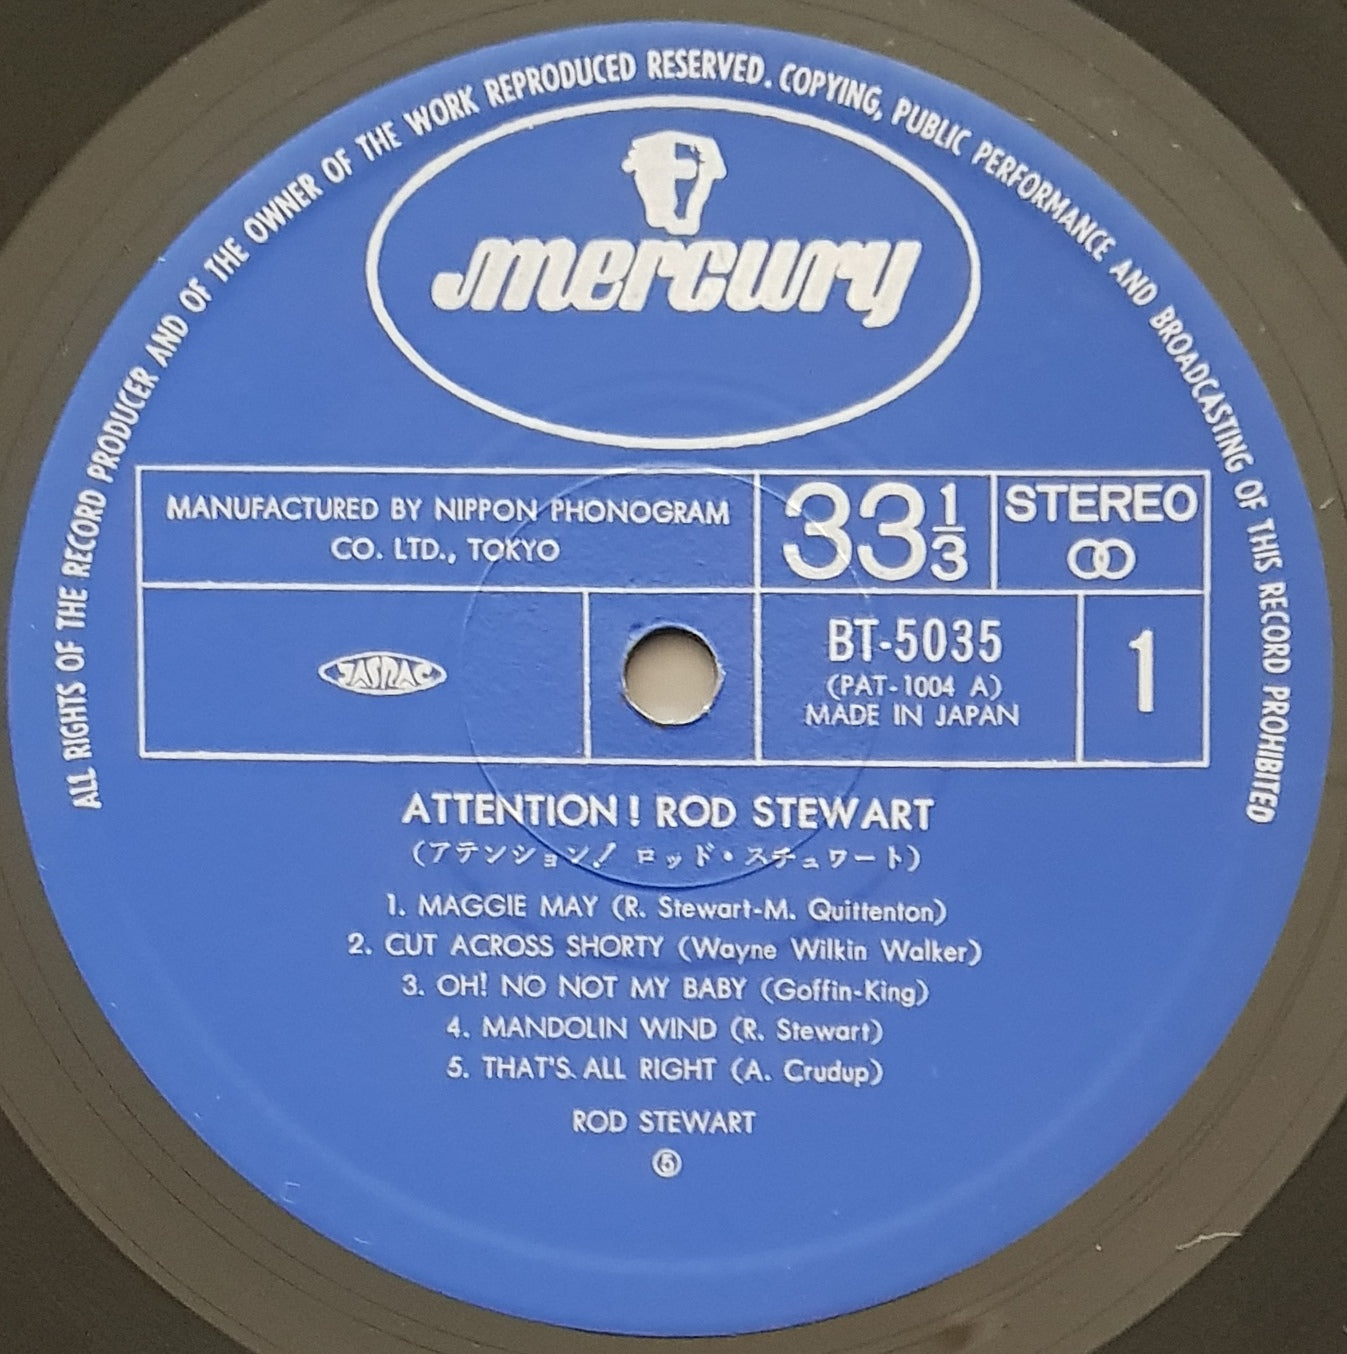 ALL RIGHTS OF THE RECORD PRODUCER AND OF THE OWNER OF THE WORK REPRODUCED RESERVED. COPYING, PUBLIC PERFORMANCE AND BROADCASTING OF THIS RECORD PROHIBITED
mercury
MANUFACTURED BY NIPPON PHONOGRAM
CO. LTD., TOKYO
33 1/3
STEREO
JASRAC
BT-5035
(PAT-1004 A)
MADE IN JAPAN
1
ATTENTION! ROD STEWART
(アテンション! ロッド・スチュワート)
1. MAGGIE MAY (R. Stewart-M. Quittenton)
2. CUT ACROSS SHORTY (Wayne Wilkin Walker)
3. OH! NO NOT MY BABY (Goffin-King)
4. MANDOLIN WIND (R. Stewart)
5. THAT'S ALL RIGHT (A. Crudup)
ROD STEWART
⑤